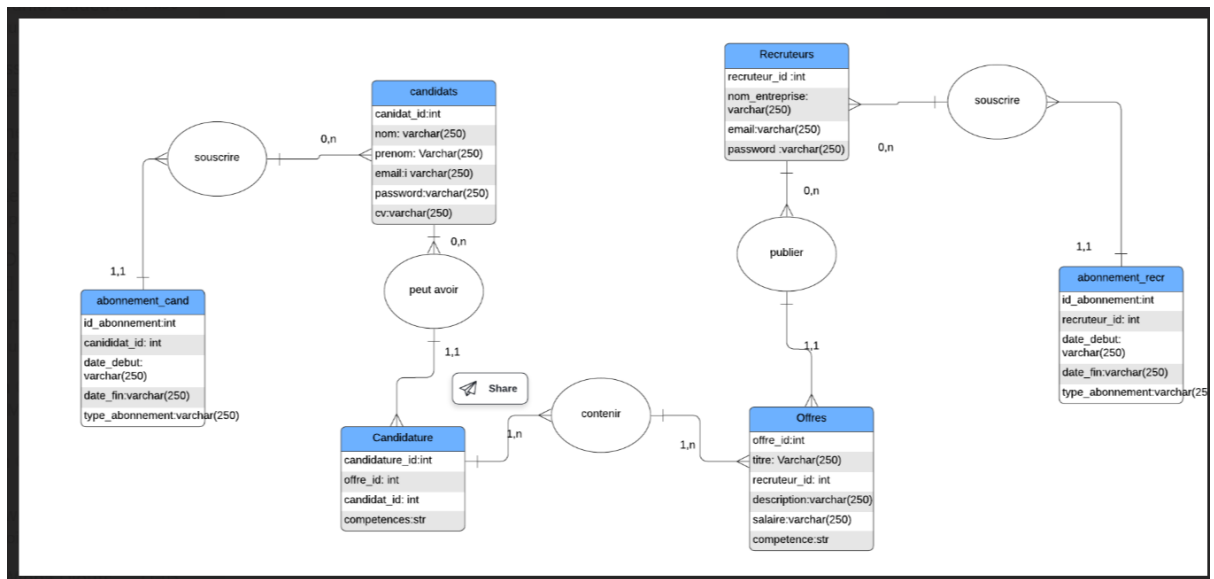 Recruteurs
recruteur_id :int
nom_entreprise:
varchar(250)
email:varchar(250)
password :varchar(250)
souscrire
0,n
candidats
canidat_id:int
nom: varchar(250)
prenom: Varchar(250)
email:i varchar(250)
password:varchar(250)
cv:varchar(250)
souscrire
0,n
0,n
0,n
publier
peut avoir
1,1
1,1
abonnement_cand
id_abonnement:int
canididat_id: int
date_debut:
varchar(250)
date_fin:varchar(250)
type_abonnement:varchar(250)
abonnement_recr
id_abonnement:int
recruteur_id: int
date_debut:
varchar(250)
date_fin:varchar(250)
type_abonnement:varchar(25
1,1
1,1
Share
contenir
1,n
1,n
Candidature
candidature_id:int
offre_id: int
candidat_id: int
competences:str
Offres
offre_id:int
titre: Varchar(250)
recruteur_id: int
description:varchar(250)
salaire:varchar(250)
competence:str